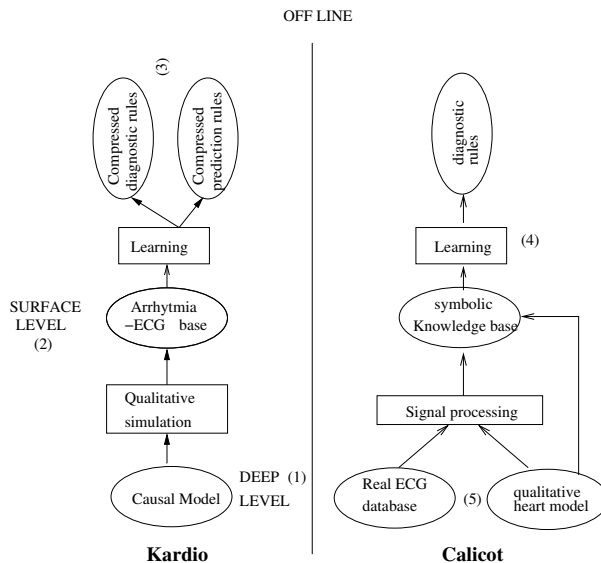 OFF LINE
(3)
Compressed
diagnostic rules
Compressed
prediction rules
Learning
Arrhytmia
−ECG base
SURFACE
LEVEL
(2)
Qualitative
simulation
Causal Model
DEEP (1)
LEVEL
Kardio
diagnostic
rules
Learning
(4)
symbolic
Knowledge base
Signal processing
Real ECG
database
(5)
qualitative
heart model
Calicot